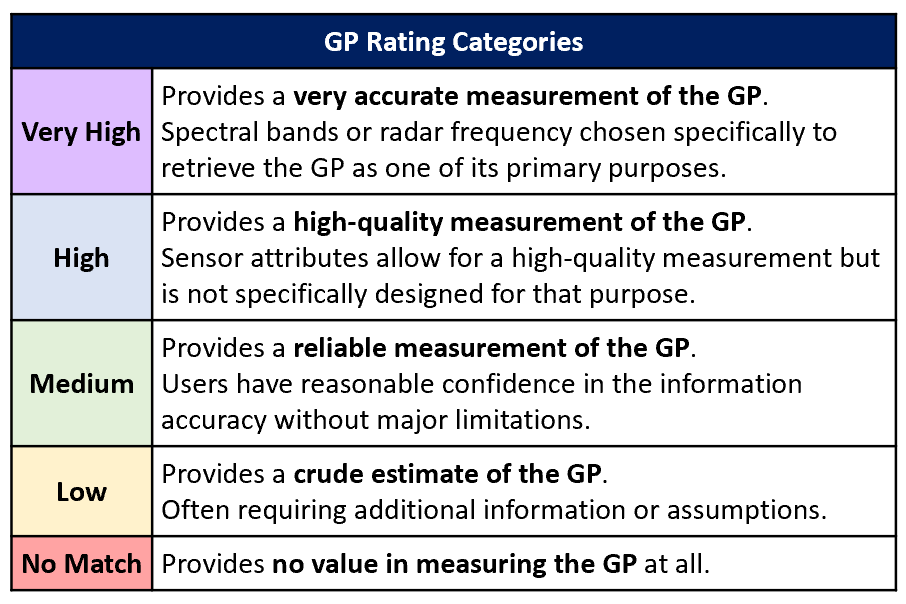 GP Rating Categories
Very High
Provides a very accurate measurement of the GP.
Spectral bands or radar frequency chosen specifically to
retrieve the GP as one of its primary purposes.
High
Provides a high-quality measurement of the GP.
Sensor attributes allow for a high-quality measurement but
is not specifically designed for that purpose.
Medium
Provides a reliable measurement of the GP.
Users have reasonable confidence in the information
accuracy without major limitations.
Low
Provides a crude estimate of the GP.
Often requiring additional information or assumptions.
No Match
Provides no value in measuring the GP at all.